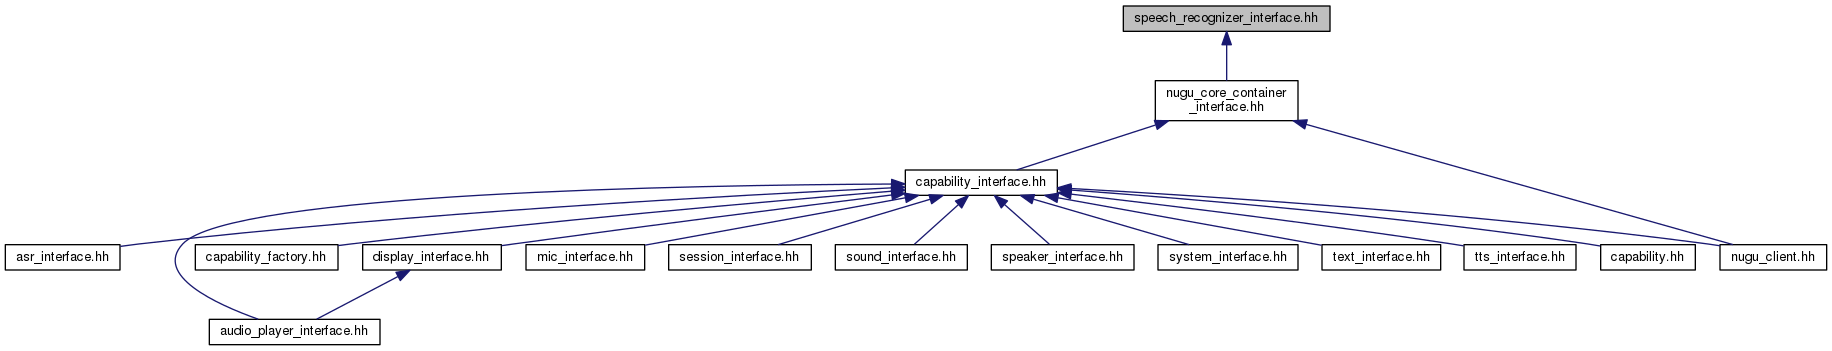 speech_recognizer_interface.hh
nugu_core_container
_interface.hh
capability_interface.hh
asr_interface.hh
capability_factory.hh
display_interface.hh
mic_interface.hh
session_interface.hh
sound_interface.hh
speaker_interface.hh
system_interface.hh
text_interface.hh
tts_interface.hh
capability.hh
nugu_client.hh
audio_player_interface.hh